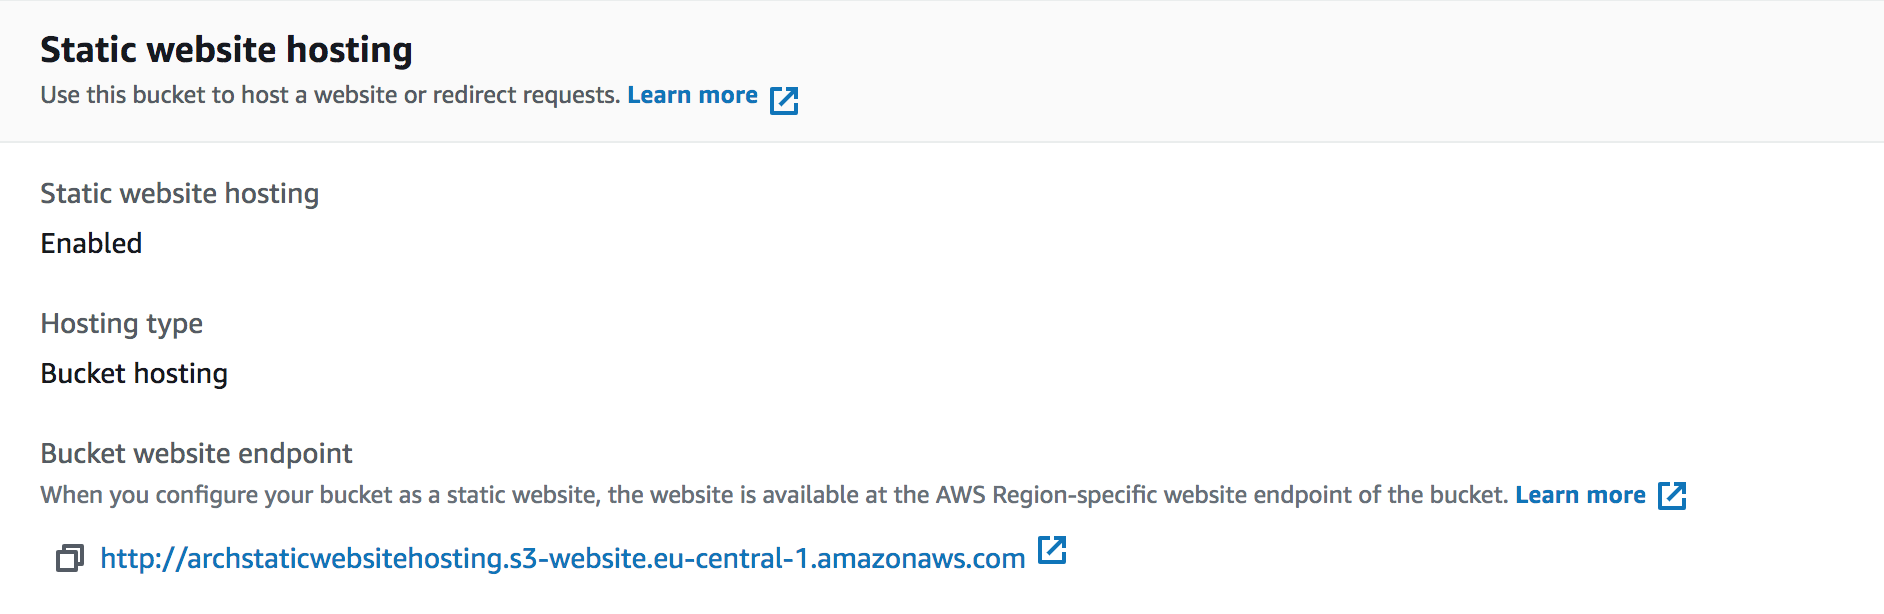 Static website hosting
Use this bucket to host a website or redirect requests. Learn more
Static website hosting
Enabled
Hosting type
Bucket hosting
Bucket website endpoint
When you configure your bucket as a static website, the website is available at the AWS Region-specific website endpoint of the bucket. Learn more
http://archstaticwebsitehosting.s3-website.eu-central-1.amazonaws.com